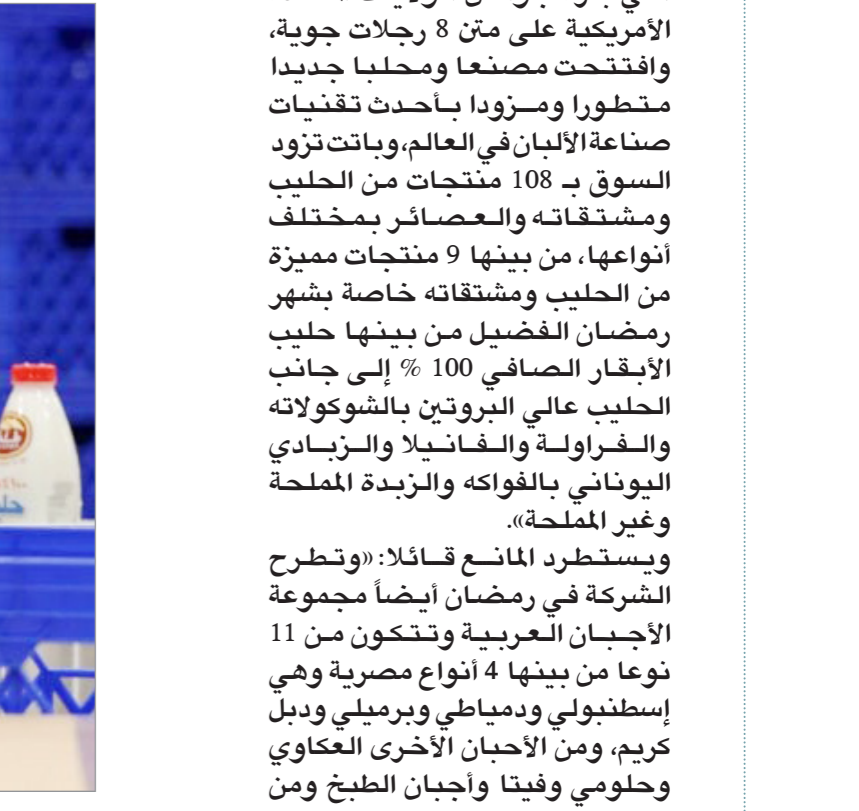 الأمريكية على متن 8 رجلات جوية،
وافتتحت مصنعا ومحلبا جديدا
متطورا ومزودا بأحدث تقنيات
صناعة الألبان في العالم، وباتت تزود
السوق بـ 108 منتجات من الحليب
ومشتقاته والعصائر بمختلف
أنواعها، من بينها 9 منتجات مميزة
من الحليب ومشتقاته خاصة بشهر
رمضان الفضيل من بينها حليب
الأبقار الصافي 100 % إلى جانب
الحليب عالي البروتين بالشوكولاته
والفراولة والفانيلا والزبادي
اليوناني بالفواكه والزبدة المملحة
وغير المملحة».
ويستطرد المانع قائلا: «وتطرح
الشركة في رمضان أيضاً مجموعة
الأجبان العربية وتتكون من 11
نوعا من بينها 4 أنواع مصرية وهي
إسطنبولي ودمياطي وبرميلي ودبل
كريم، ومن الأحبان الأخرى العكاوي
وحلومي وفيتا وأجبان الطبخ ومن